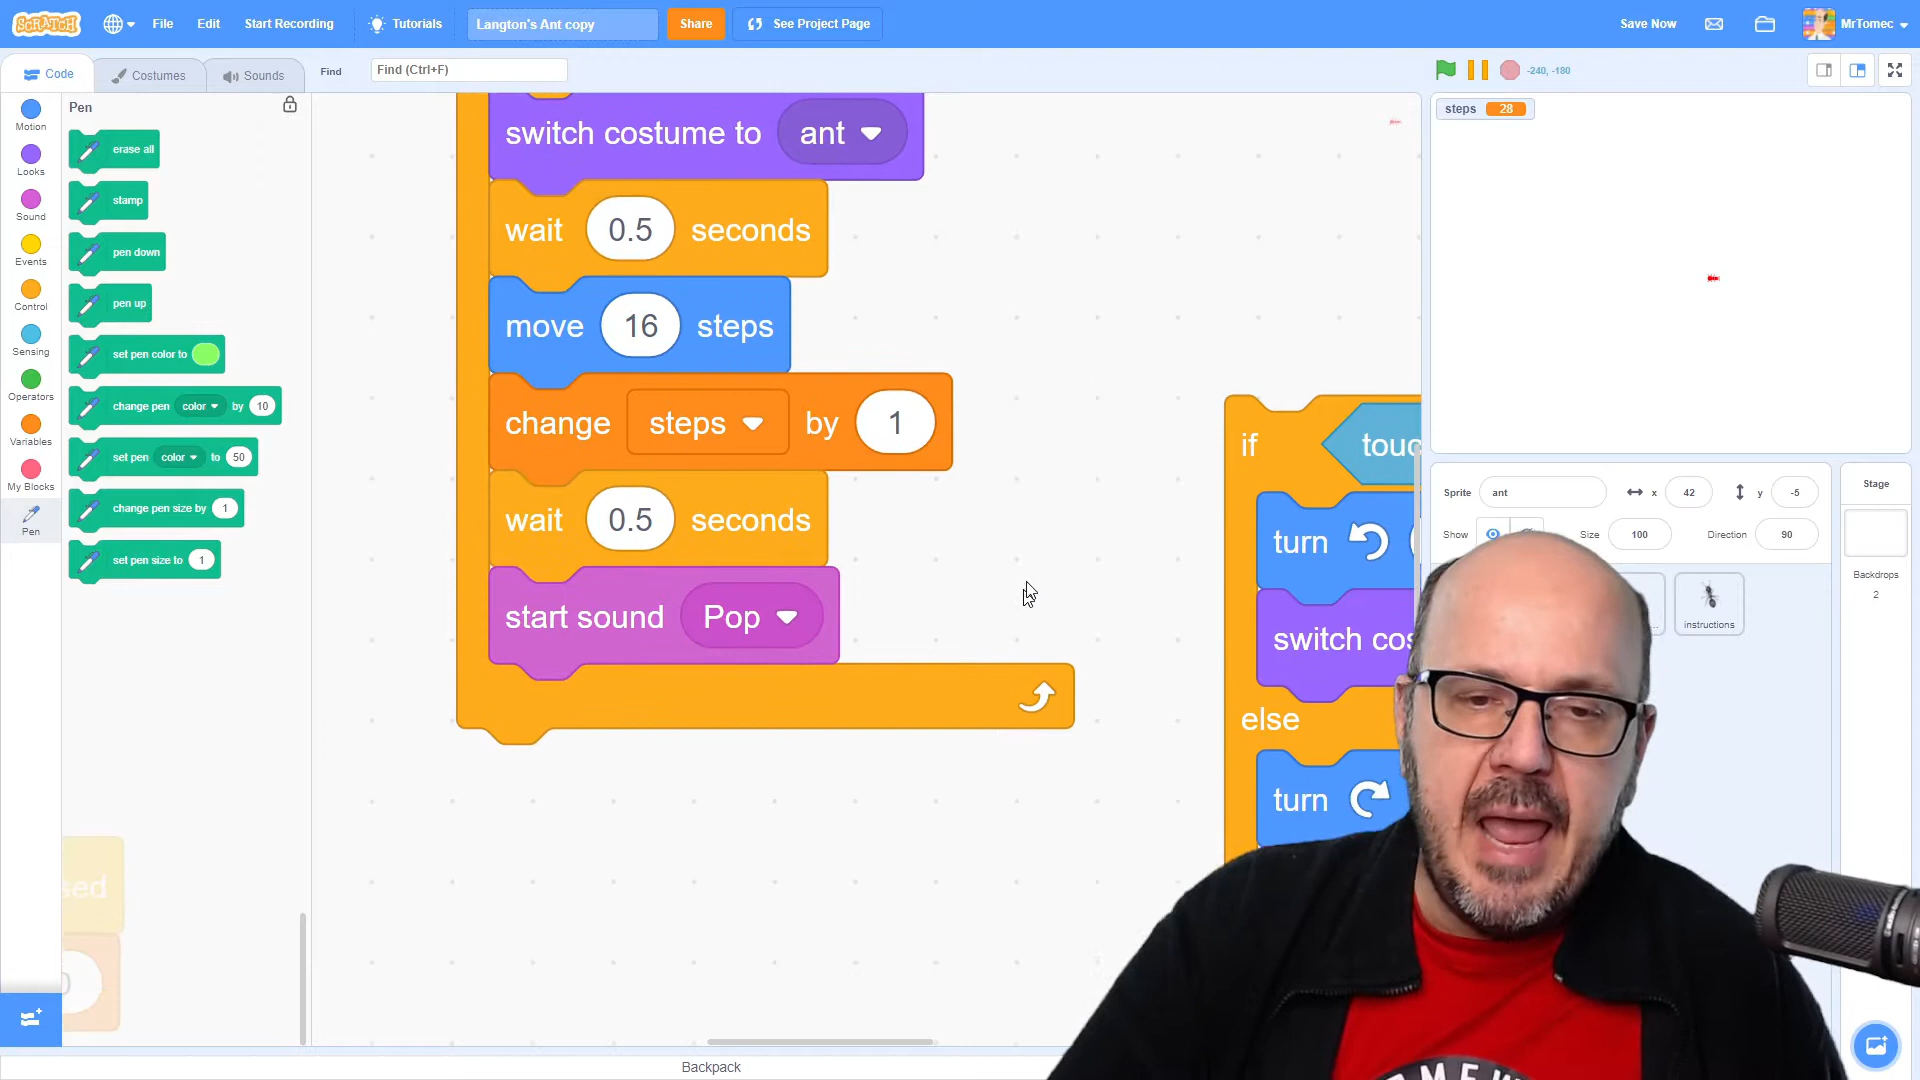 SCRATCH File Edit Start Recording Tutorials Langton's Ant copy Share See Project Page Save Now MrTomec
Code Costumes Sounds Find Find (Ctrl+F) -240, -180
Motion
Looks
Sound
Events
Control
Sensing
Operators
Variables
My Blocks
Pen
Pen
erase all
stamp
pen down
pen up
set pen color to
change pen color by 10
set pen color to 50
change pen size by 1
set pen size to 1
switch costume to ant
wait 0.5 seconds
move 16 steps
change steps by 1
wait 0.5 seconds
start sound Pop
if
turn
else
turn
steps 28
Sprite ant x 42 y -5
Show Size 100 Direction 90
instructions
Stage
Backdrops
2
Backpack